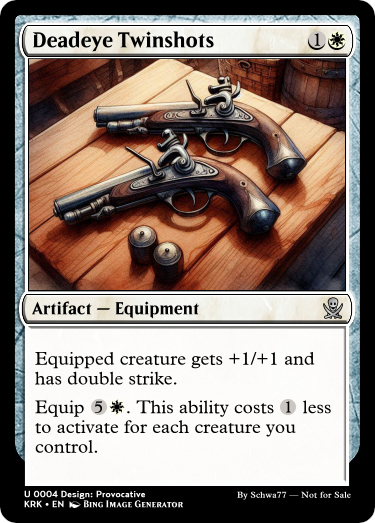 Deadeye Twinshots 1
Artifact — Equipment
Equipped creature gets +1/+1 and
has double strike.
Equip 5. This ability costs 1 less
to activate for each creature you
control.
U 0004 Design: Provocative
KRK • EN Bing Image Generator
By Schwa77 — Not for Sale